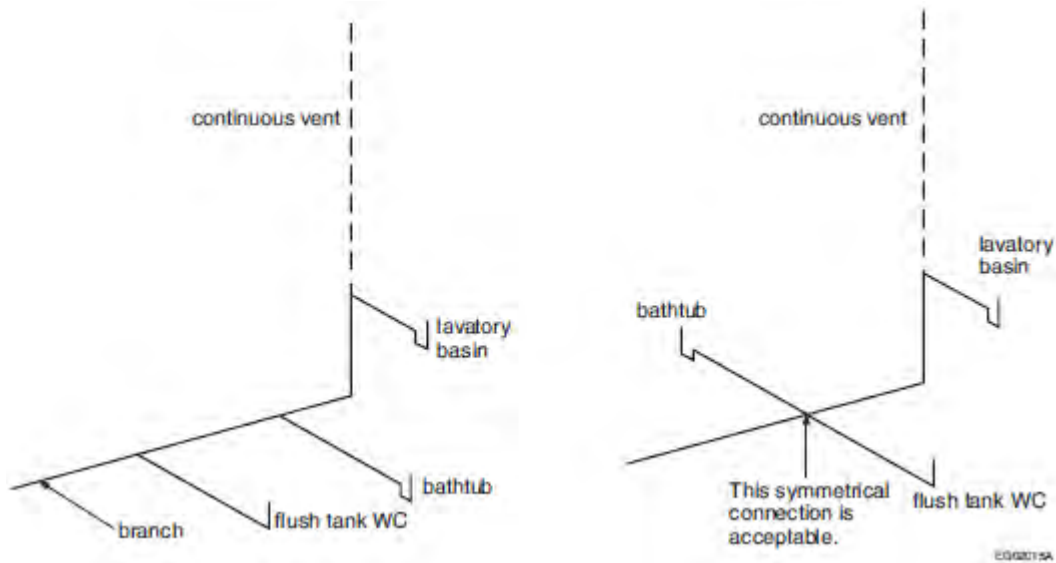 continuous vent
lavatory
basin
bathtub
flush tank WC
branch
continuous vent
lavatory
basin
bathtub
This symmetrical
connection is
acceptable.
flush tank WC
EG02015A